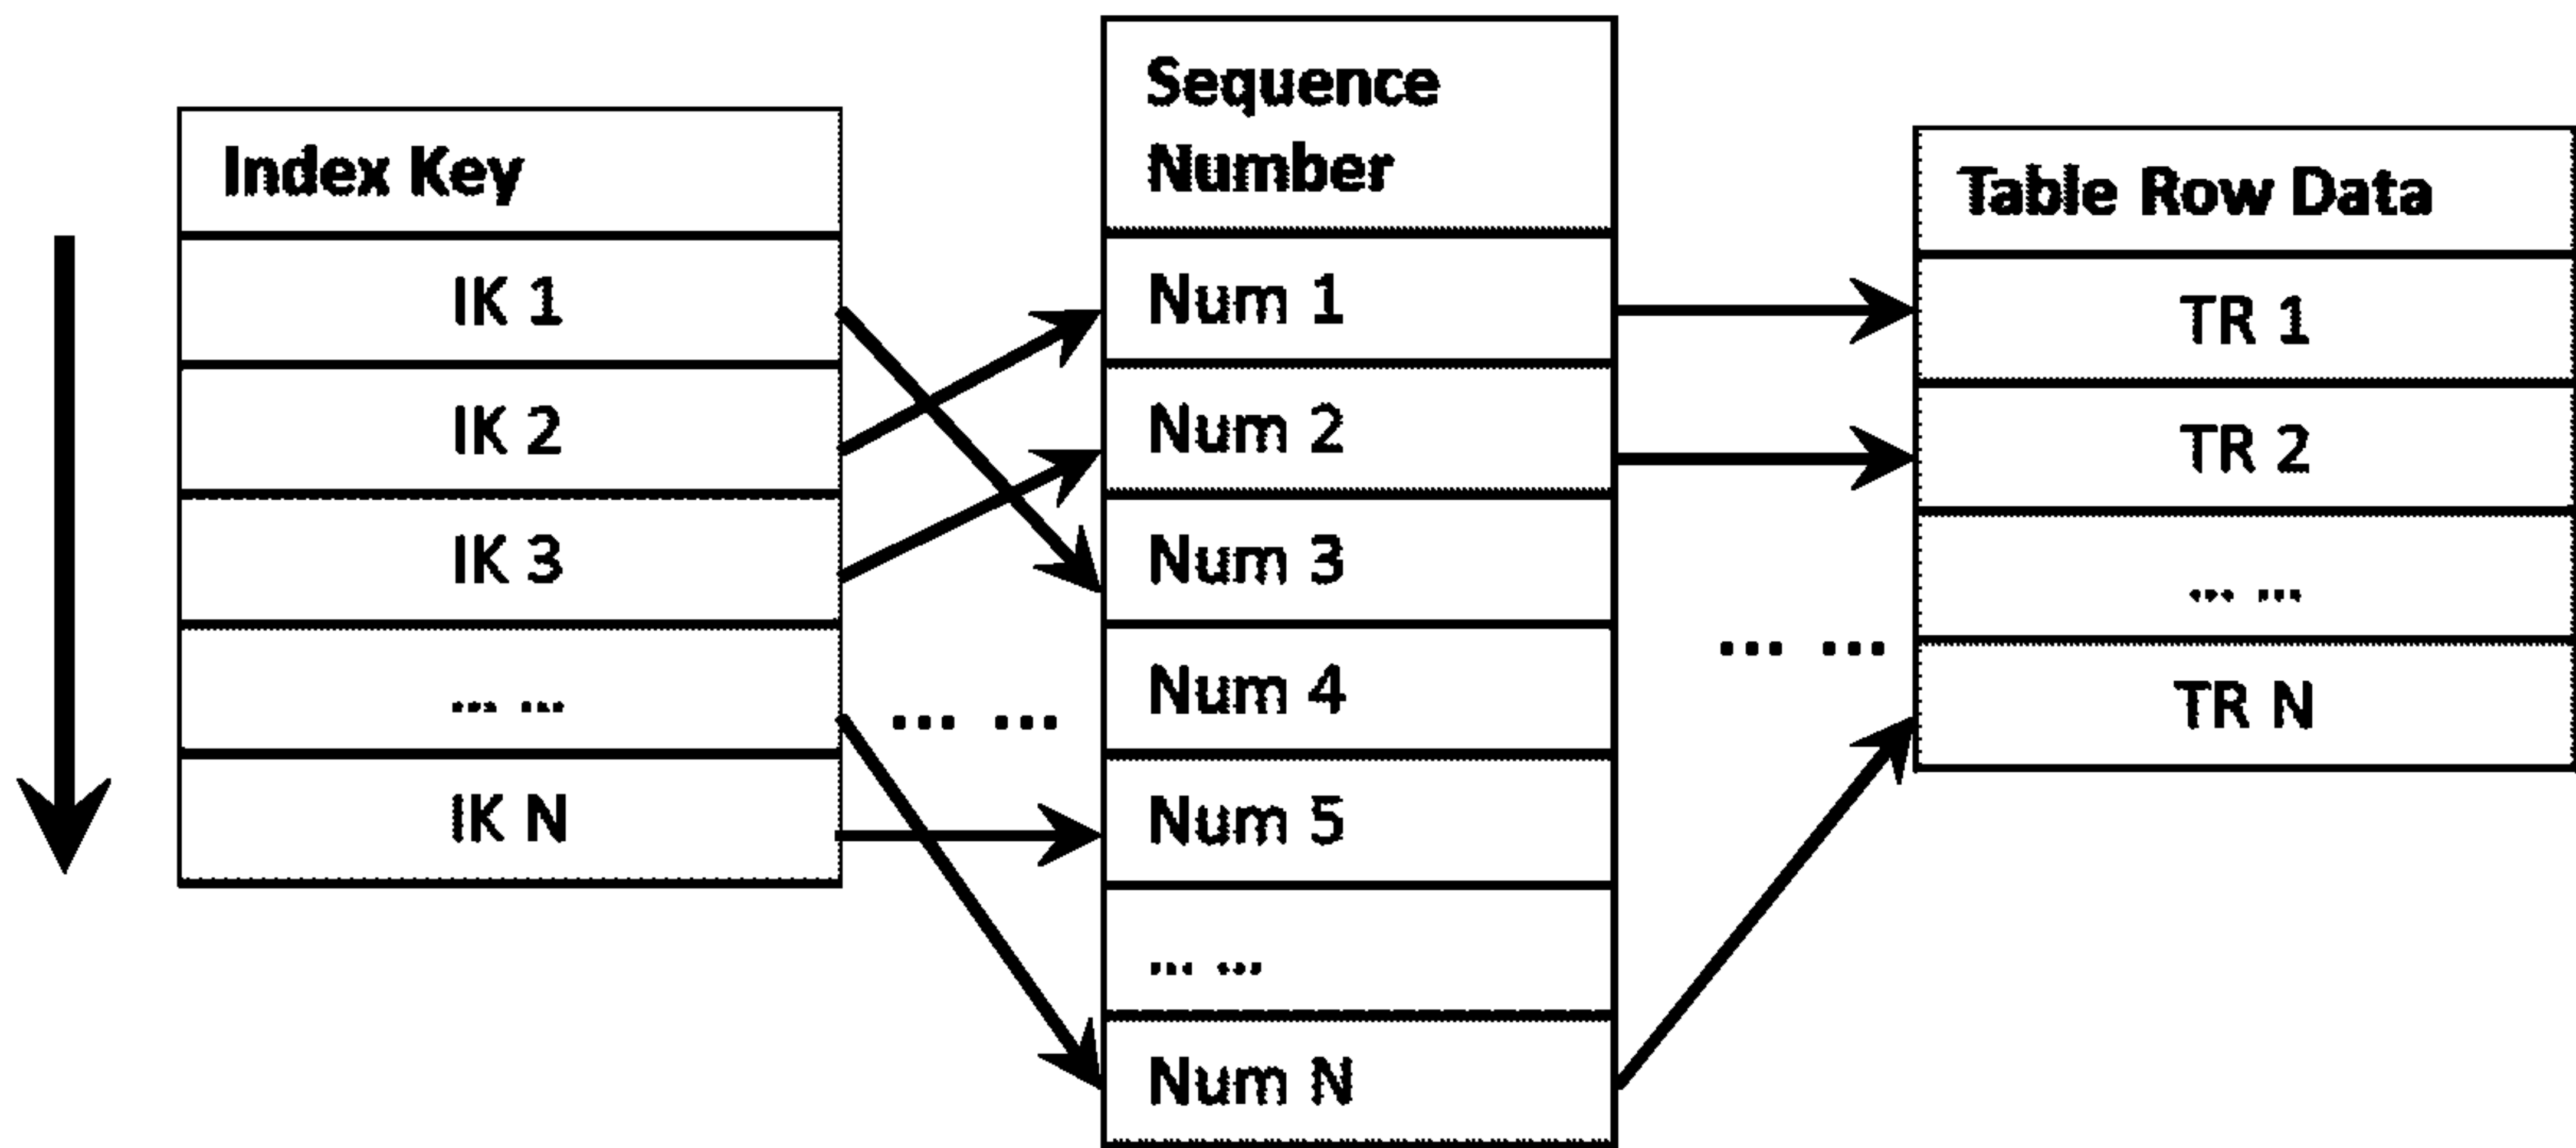 Index Key
IK 1
IK 2
IK 3
... ...
IK N
... ...
Sequence
Number
Num 1
Num 2
Num 3
Num 4
Num 5
... ...
Num N
... ...
Table Row Data
TR 1
TR 2
... ...
TR N